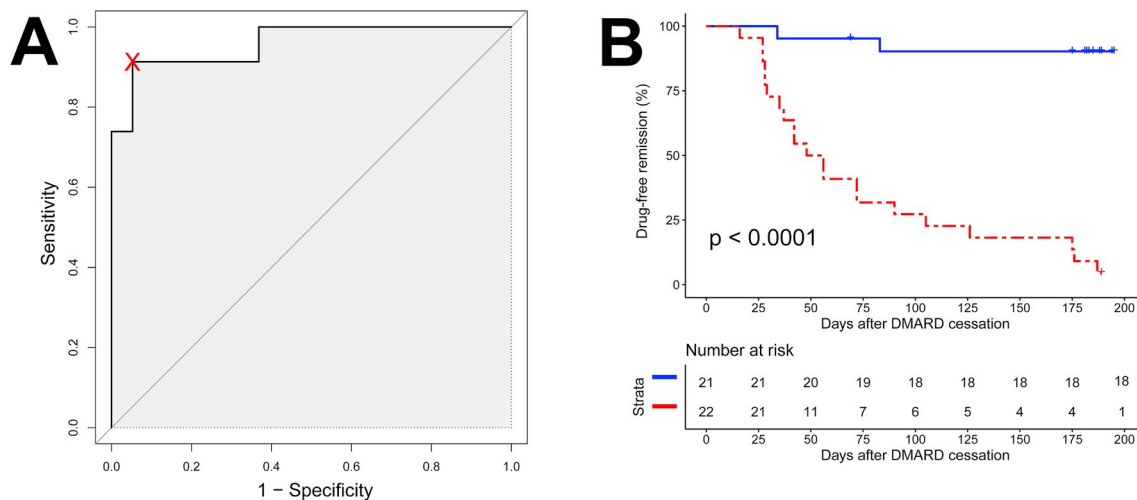 A
1.0
0.8
0.6
0.4
0.2
0.0
Sensitivity
X
0.0 0.2 0.4 0.6 0.8 1.0
1 − Specificity
B
100
75
50
25
0
Drug-free remission (%)
p < 0.0001
0 25 50 75 100 125 150 175 200
Days after DMARD cessation
Number at risk
Strata
21 21 20 19 18 18 18 18 18
22 21 11 7 6 5 4 4 1
0 25 50 75 100 125 150 175 200
Days after DMARD cessation